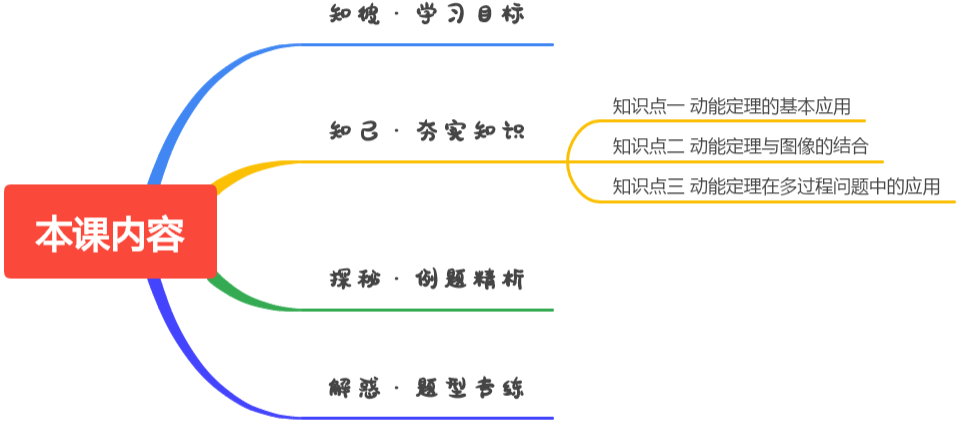 知彼·学习目标
知识点一 动能定理的基本应用
知己·夯实知识
知识点二 动能定理与图像的结合
知识点三 动能定理在多过程问题中的应用
本课内容
探秘·例题精析
解惑·题型专练